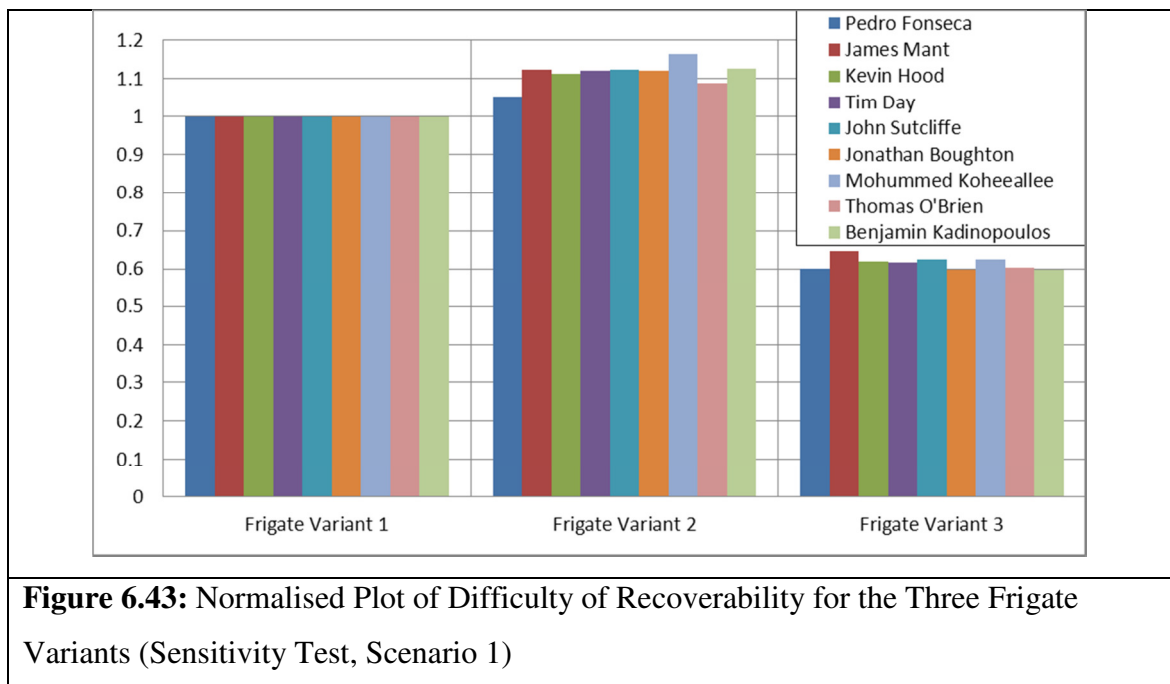 Pedro Fonseca
James Mant
Kevin Hood
Tim Day
John Sutcliffe
Jonathan Boughton
Mohummed Koheeallee
Thomas O'Brien
Benjamin Kadinopoulos
1.2
1.1
1
0.9
0.8
0.7
0.6
0.5
0.4
0.3
0.2
0.1
0
Frigate Variant 1
Frigate Variant 2
Frigate Variant 3
Figure 6.43: Normalised Plot of Difficulty of Recoverability for the Three Frigate
Variants (Sensitivity Test, Scenario 1)